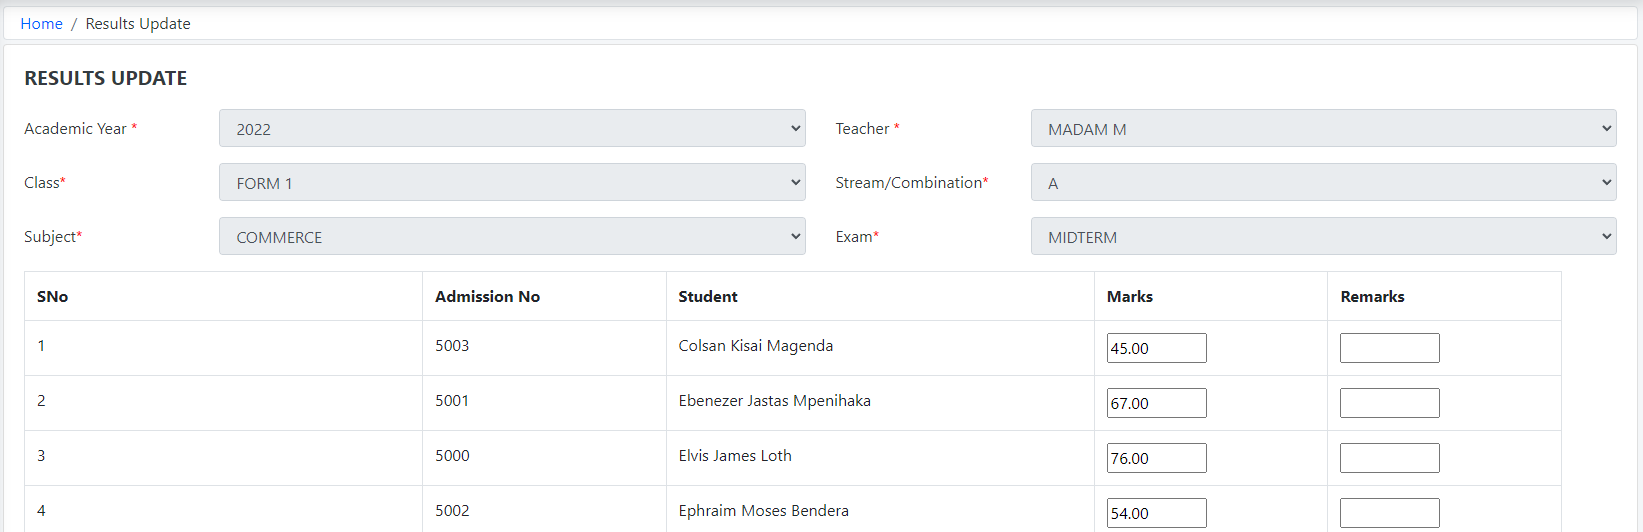 Home / Results Update
RESULTS UPDATE
Academic Year * 2022 Teacher * MADAM M
Class* FORM 1 Stream/Combination* A
Subject* COMMERCE Exam* MIDTERM
SNo Admission No Student Marks Remarks
1 5003 Colsan Kisai Magenda 45.00
2 5001 Ebenezer Jastas Mpenihaka 67.00
3 5000 Elvis James Loth 76.00
4 5002 Ephraim Moses Bendera 54.00